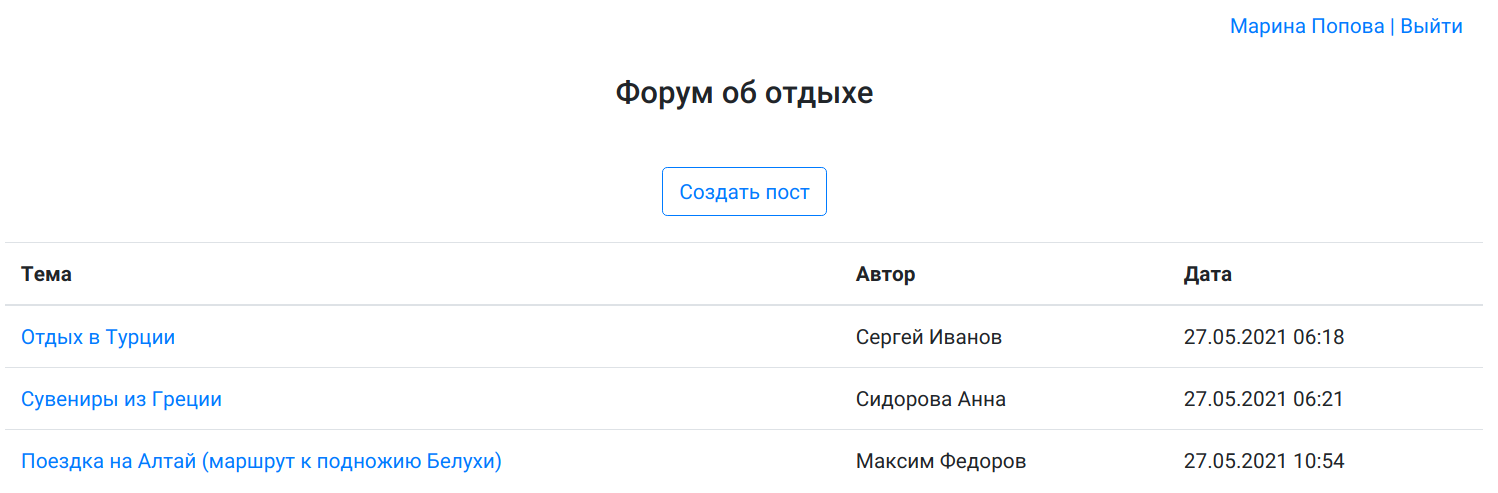 Марина Попова | Выйти
Форум об отдыхе
Создать пост
Тема Автор Дата
Отдых в Турции Сергей Иванов 27.05.2021 06:18
Сувениры из Греции Сидорова Анна 27.05.2021 06:21
Поездка на Алтай (маршрут к подножию Белухи) Максим Федоров 27.05.2021 10:54